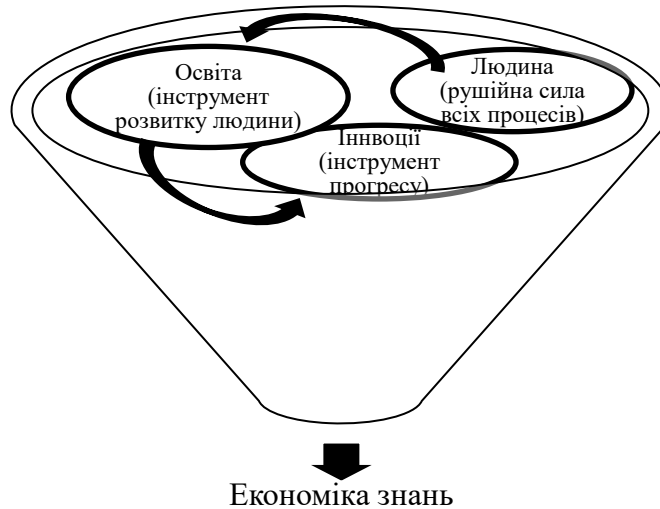 Освіта
(інструмент
розвитку людини)
Людина
(рушійна сила
всіх процесів)
Іннвоції
(інструмент
прогресу)
Економіка знань